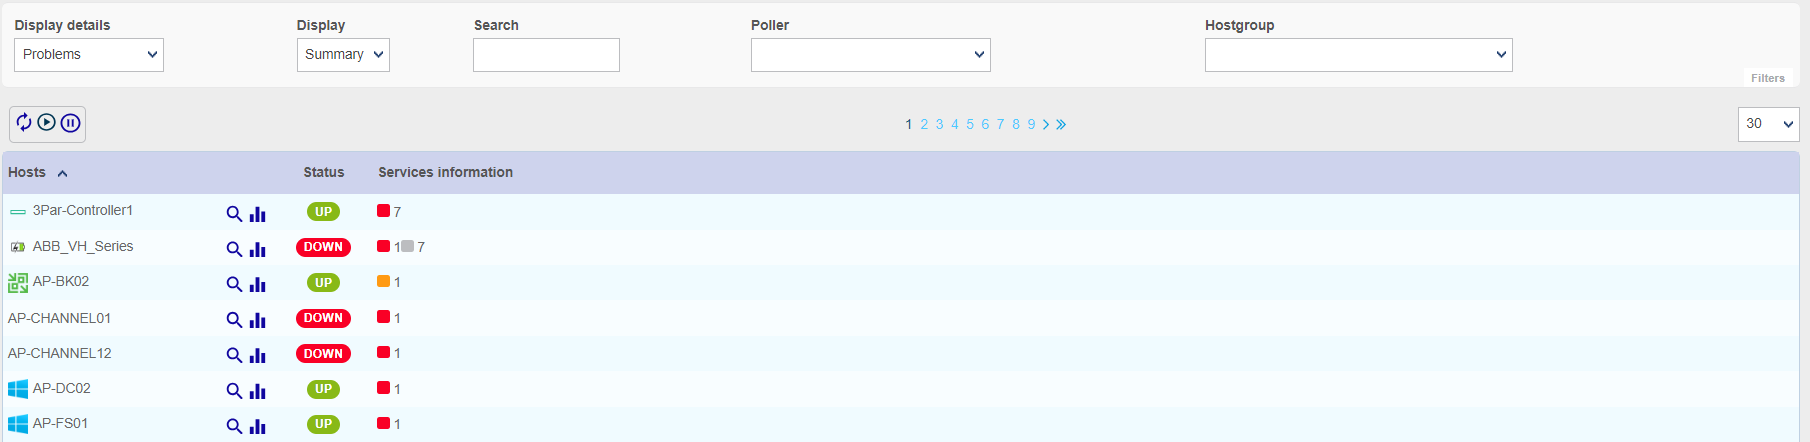 Display details Display Search Poller Hostgroup
Problems Summary
Filters
1 2 3 4 5 6 7 8 9 30
Hosts Status Services information
3Par-Controller1 UP 7
ABB_VH_Series DOWN 1 7
AP-BK02 UP 1
AP-CHANNEL01 DOWN 1
AP-CHANNEL12 DOWN 1
AP-DC02 UP 1
AP-FS01 UP 1